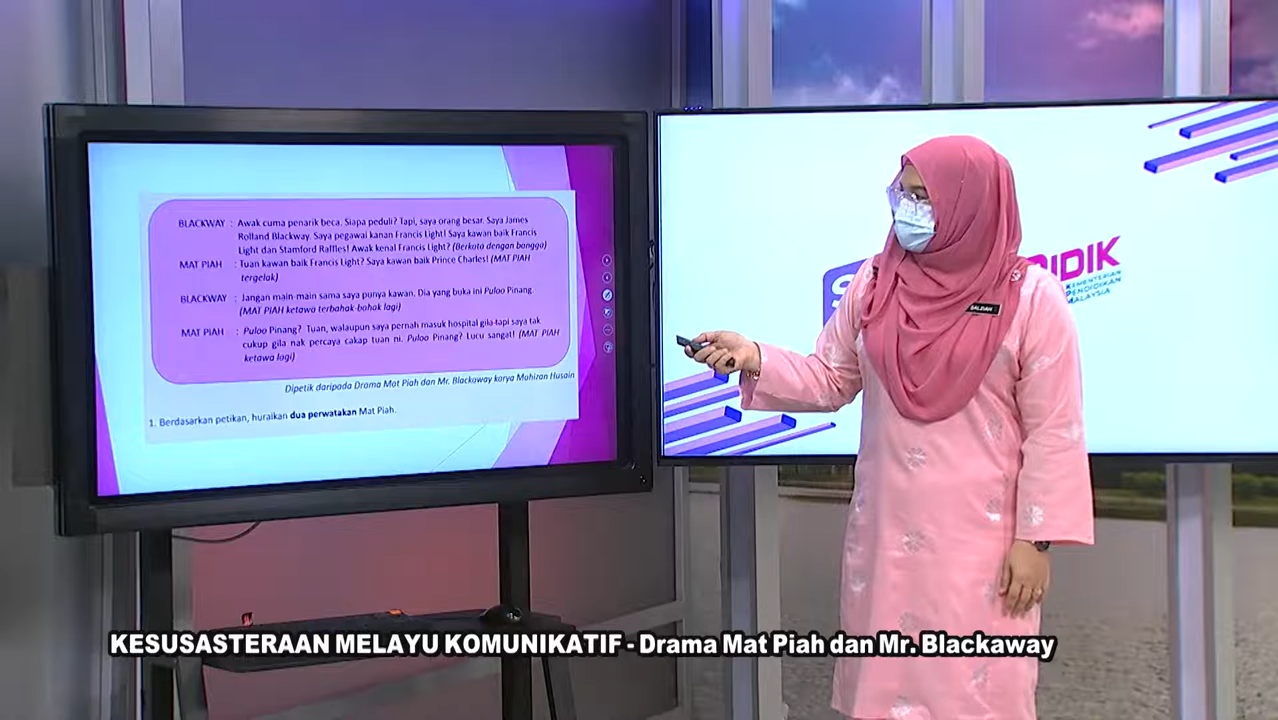 BLACKWAY : Awak cuma penarik beca. Siapa peduli? Tapi, saya orang besar. Saya James
Rolland Blackway. Saya pegawai kanan Francis Light! Saya kawan baik Francis
Light dan Stamford Raffles! Awak kenal Francis Light? (Berkata dengan bangga)
MAT PIAH : Tuan kawan baik Francis Light? Saya kawan baik Prince Charles! (MAT PIAH
tergelak)
BLACKWAY : Jangan main-main sama saya punya kawan. Dia yang buka ini Puloo Pinang.
(MAT PIAH ketawa terbahak-bahak lagi)
MAT PIAH : Puloo Pinang? Tuan, walaupun saya pernah masuk hospital gila tapi saya tak
cukup gila nak percaya cakap tuan ni. Puloo Pinang? Lucu sangat! (MAT PIAH
ketawa lagi)
Dipetik daripada Drama Mat Piah dan Mr. Blackoway karya Mohizan Husain
1. Berdasarkan petikan, huraikan dua perwatakan Mat Piah.
DIDIK
KEMENTERIAN
PENDIDIKAN
MALAYSIA
KESUSASTERAAN MELAYU KOMUNIKATIF - Drama Mat Piah dan Mr. Blackaway